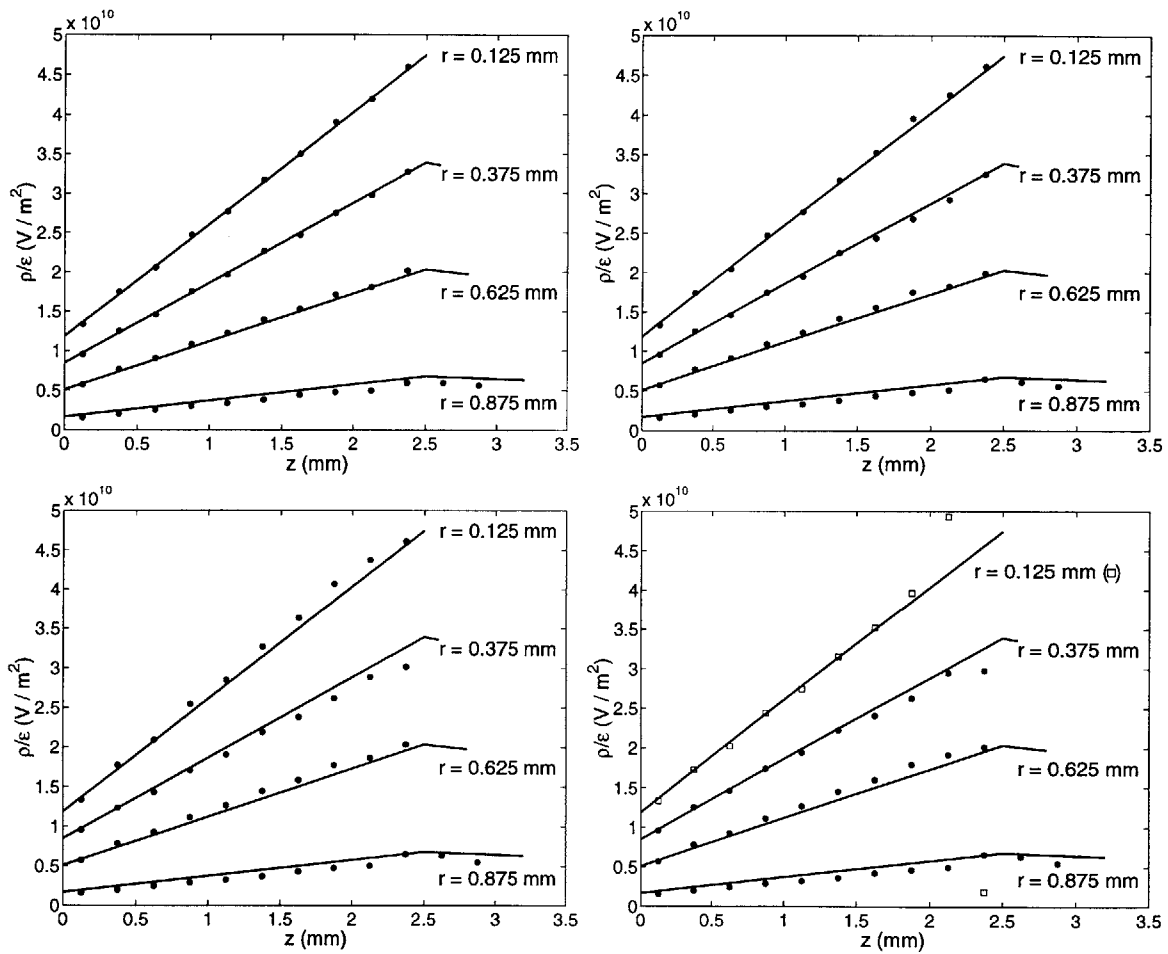 x 10^10
5
4.5
4
3.5
3
2.5
2
1.5
1
0.5
0
ρ/ε (V / m^2)
r = 0.125 mm
r = 0.375 mm
r = 0.625 mm
r = 0.875 mm
0 0.5 1 1.5 2 2.5 3 3.5
z (mm)
x 10^10
5
4.5
4
3.5
3
2.5
2
1.5
1
0.5
0
ρ/ε (V / m^2)
r = 0.125 mm
r = 0.375 mm
r = 0.625 mm
r = 0.875 mm
0 0.5 1 1.5 2 2.5 3 3.5
z (mm)
x 10^10
5
4.5
4
3.5
3
2.5
2
1.5
1
0.5
0
ρ/ε (V / m^2)
r = 0.125 mm
r = 0.375 mm
r = 0.625 mm
r = 0.875 mm
0 0.5 1 1.5 2 2.5 3 3.5
z (mm)
x 10^10
5
4.5
4
3.5
3
2.5
2
1.5
1
0.5
0
ρ/ε (V / m^2)
r = 0.125 mm (□)
r = 0.375 mm
r = 0.625 mm
r = 0.875 mm
0 0.5 1 1.5 2 2.5 3 3.5
z (mm)